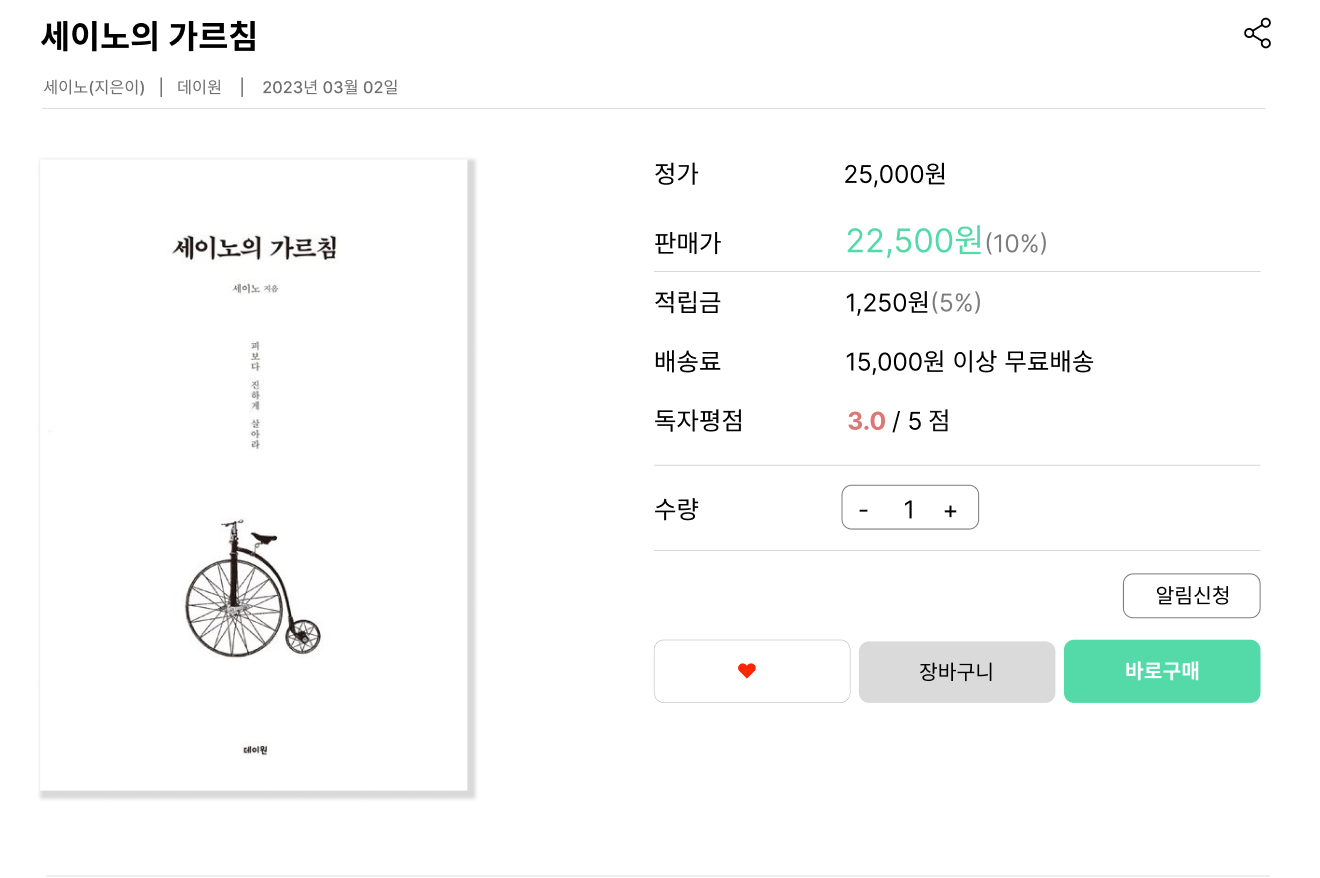 세이노의 가르침
세이노(지은이) | 데이원 | 2023년 03월 02일
세이노의 가르침
세이노 지음
피보다 진하게 살아라
데이원
정가 25,000원
판매가 22,500원(10%)
적립금 1,250원(5%)
배송료 15,000원 이상 무료배송
독자평점 3.0 / 5 점
수량 - 1 +
알림신청
장바구니 바로구매